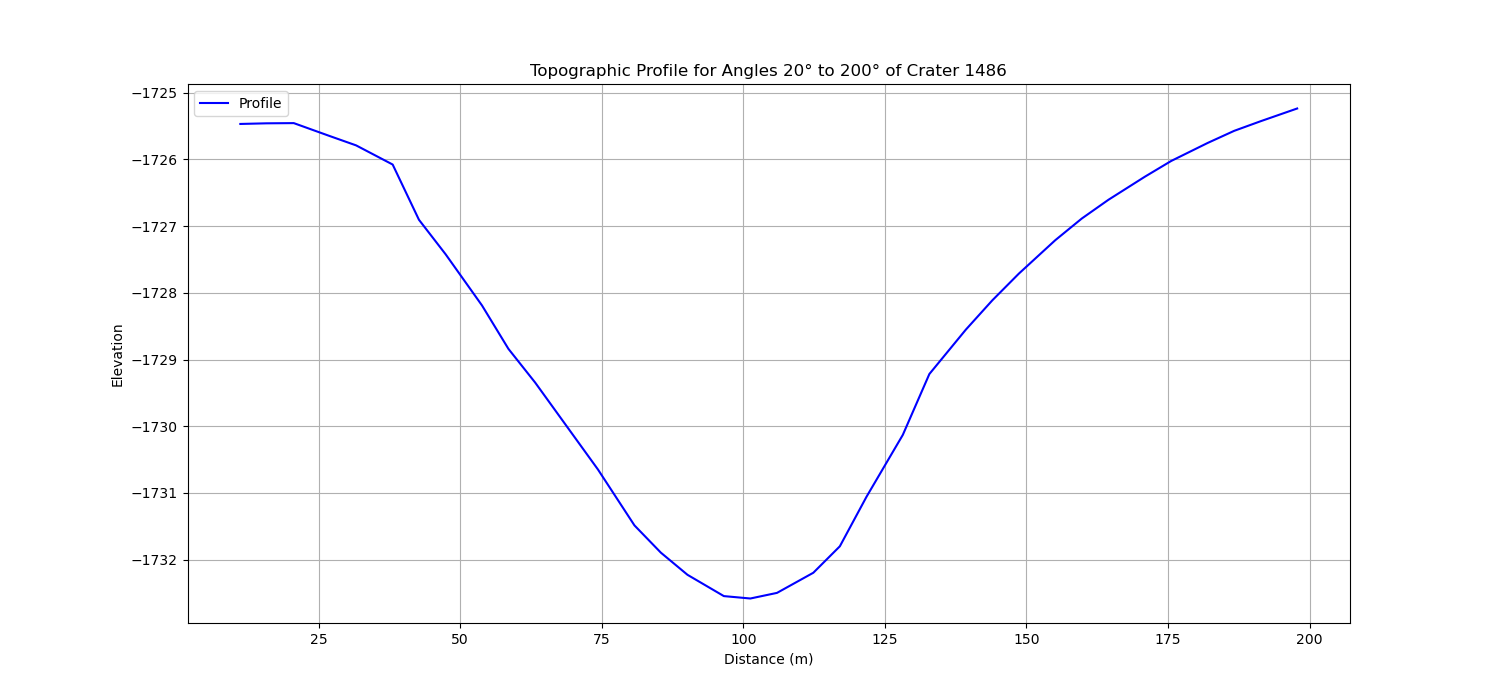 Topographic Profile for Angles 20° to 200° of Crater 1486
Profile
−1725
−1726
−1727
−1728
−1729
−1730
−1731
−1732
Elevation
25 50 75 100 125 150 175 200
Distance (m)